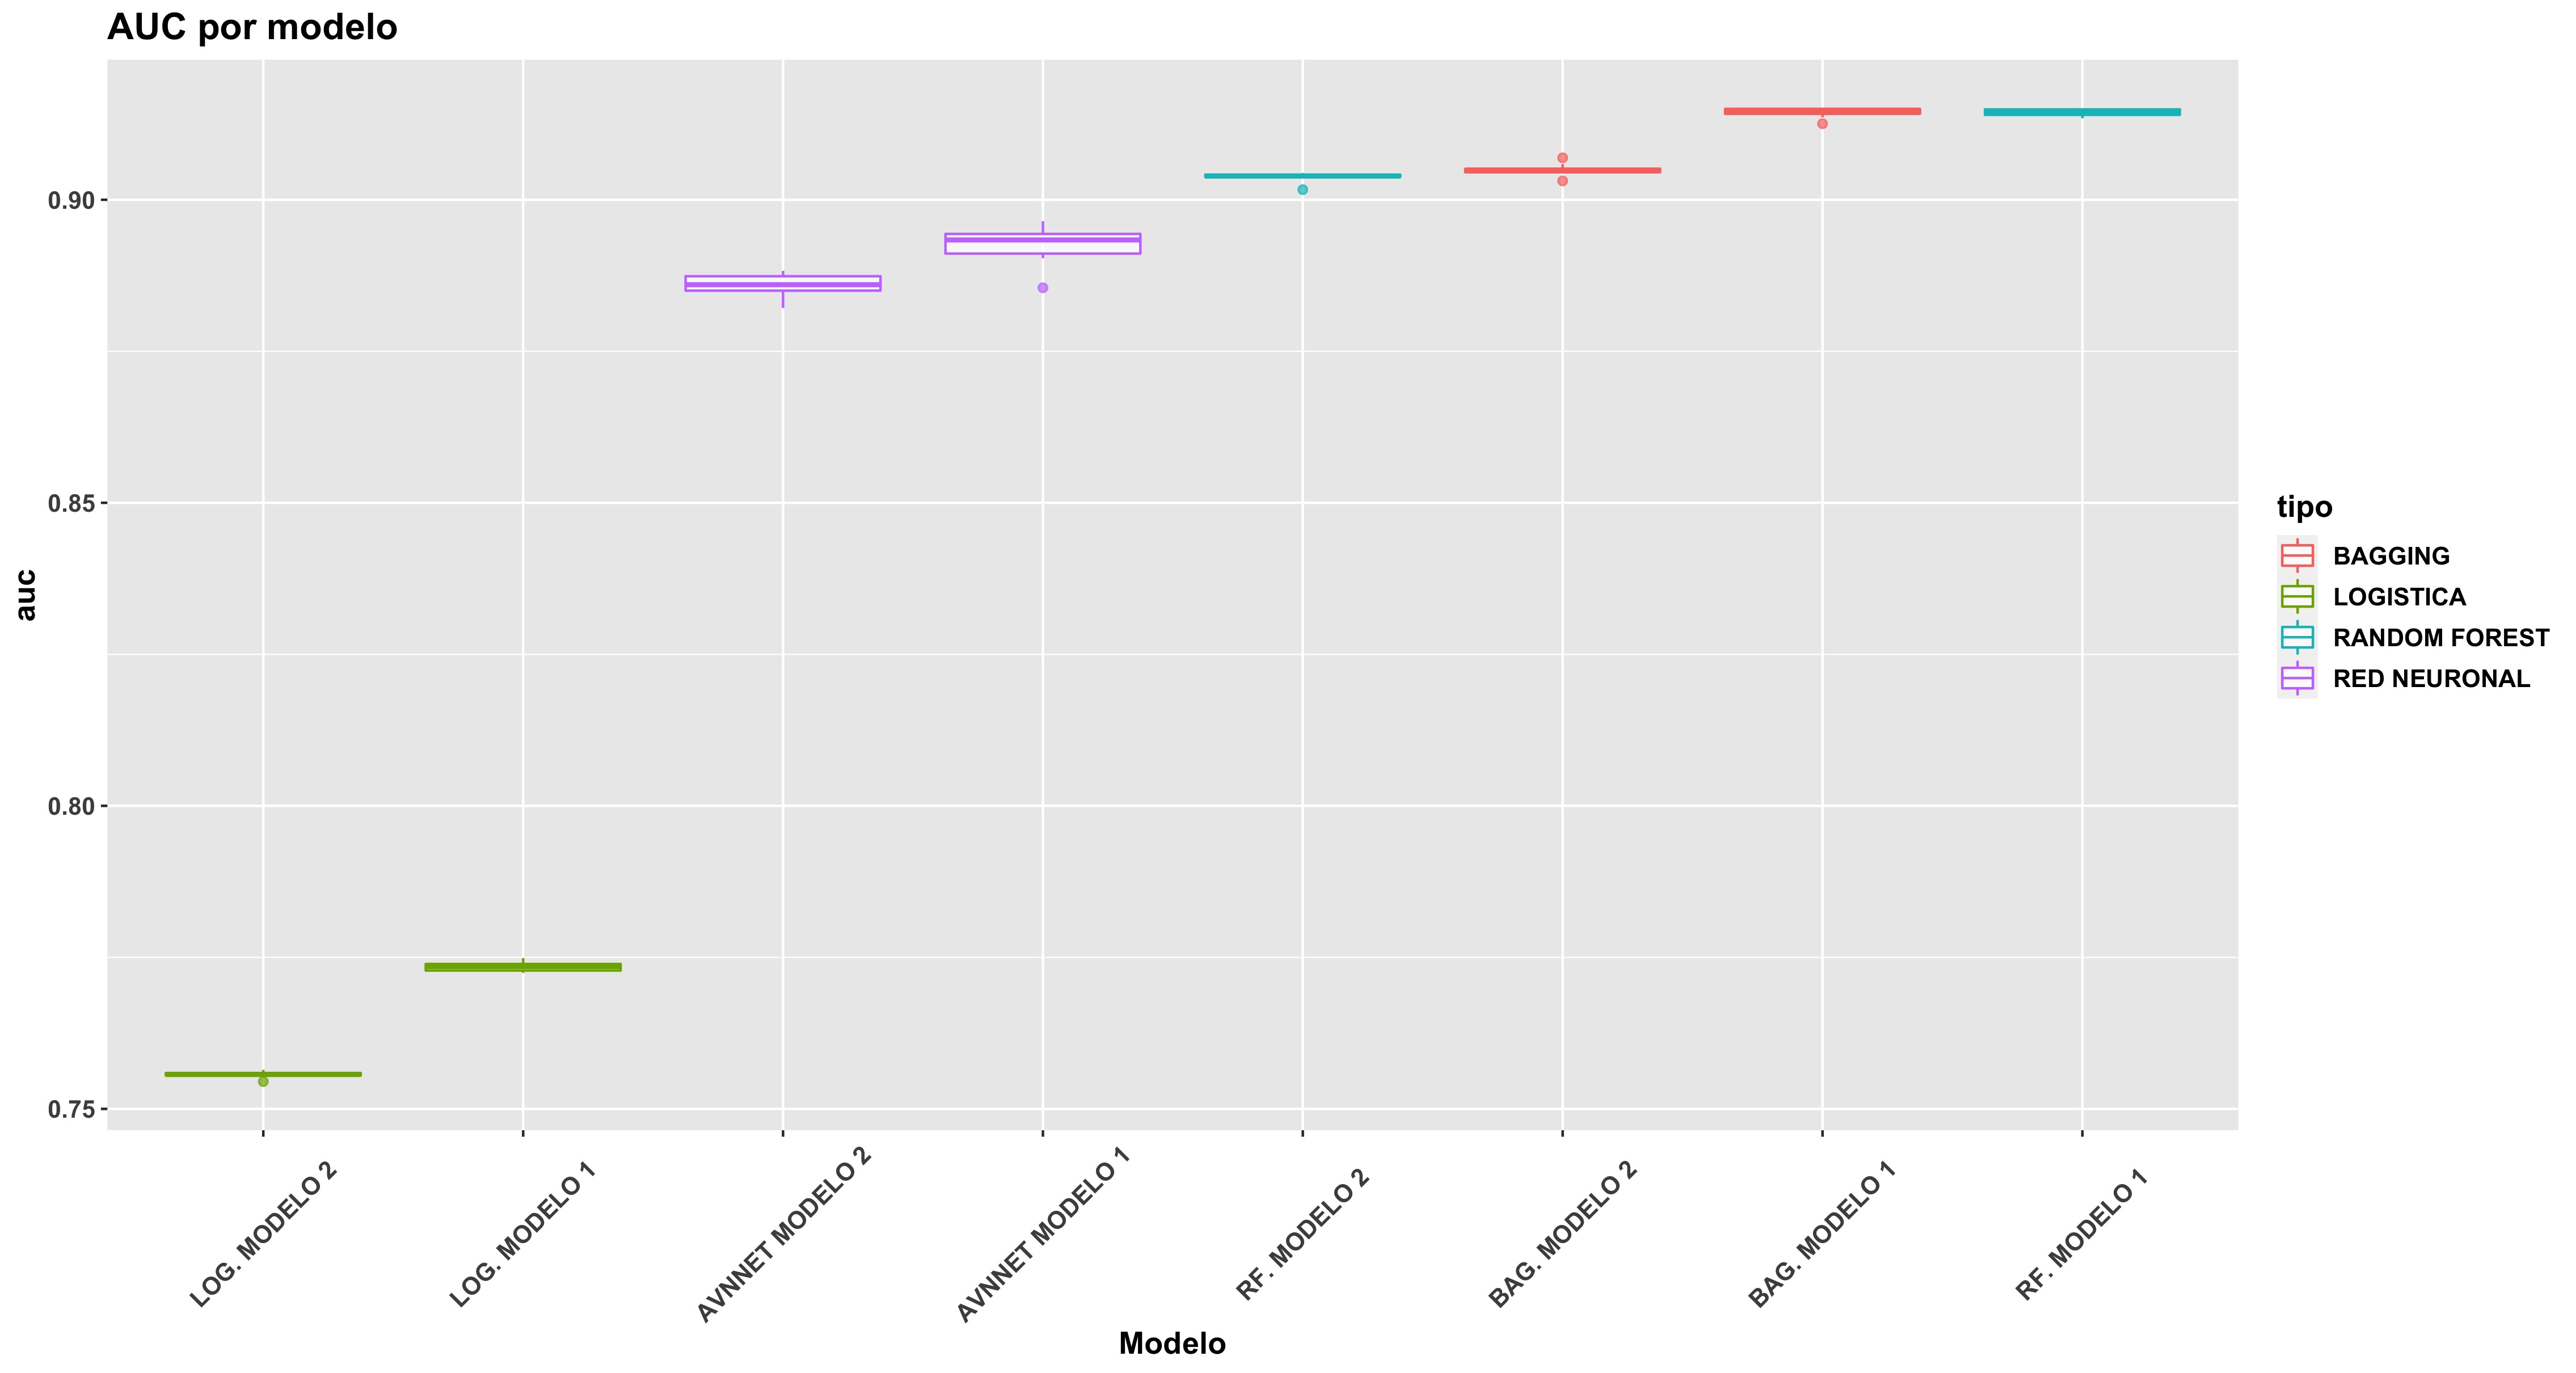 AUC por modelo
auc
0.90
0.85
0.80
0.75
LOG. MODELO 2
LOG. MODELO 1
AVNNET MODELO 2
AVNNET MODELO 1
RF. MODELO 2
BAG. MODELO 2
BAG. MODELO 1
RF. MODELO 1
Modelo
tipo
BAGGING
LOGISTICA
RANDOM FOREST
RED NEURONAL